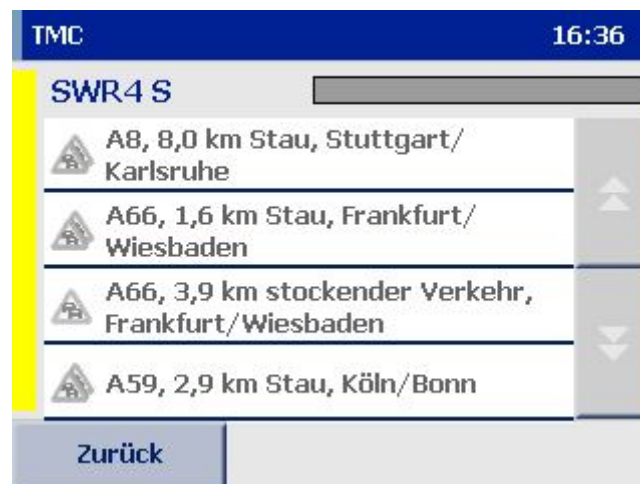 TMC 16:36
SWR4 S
A8, 8,0 km Stau, Stuttgart/
Karlsruhe
A66, 1,6 km Stau, Frankfurt/
Wiesbaden
A66, 3,9 km stockender Verkehr,
Frankfurt/Wiesbaden
A59, 2,9 km Stau, Köln/Bonn
Zurück